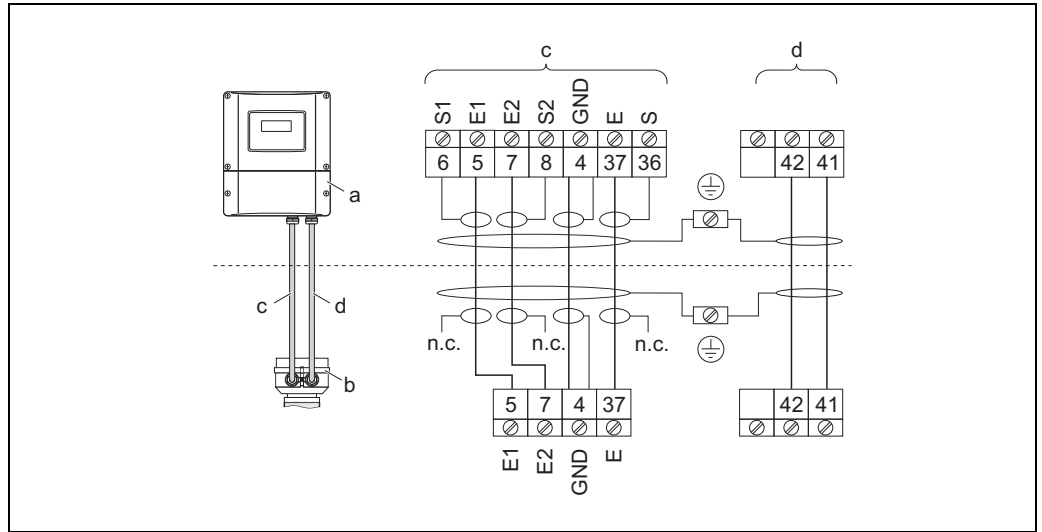 c
d
S1 E1 E2 S2 GND E S
6 5 7 8 4 37 36
42 41
a
c
d
n.c. n.c. n.c.
b
5 7 4 37
42 41
E1 E2 GND E